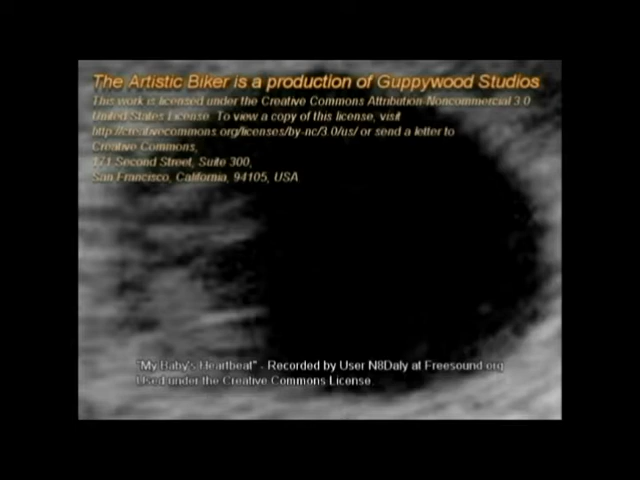 The Artistic Biker is a production of Guppywood Studios
This work is licensed under the Creative Commons Attribution-Noncommercial 3.0
United States License. To view a copy of this license, visit
http://creativecommons.org/licenses/by-nc/3.0/us/ or send a letter to
Creative Commons,
171 Second Street, Suite 300,
San Francisco, California, 94105, USA.
"My Baby's Heartbeat" - Recorded by User N8Daly at Freesound.org
Used under the Creative Commons License.